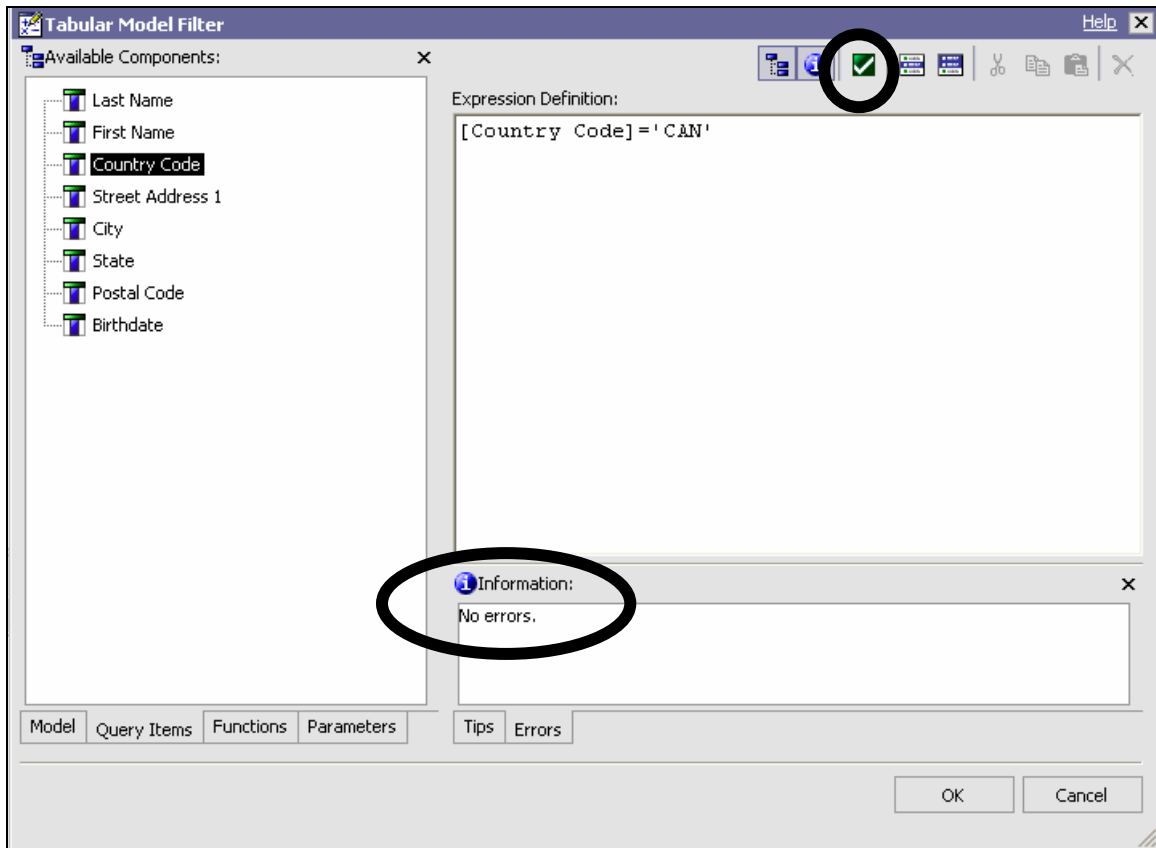 Tabular Model Filter
Help
Available Components:
Last Name
First Name
Country Code
Street Address 1
City
State
Postal Code
Birthdate
Model
Query Items
Functions
Parameters
Expression Definition:
[Country Code]='CAN'
Information:
No errors.
Tips
Errors
OK
Cancel